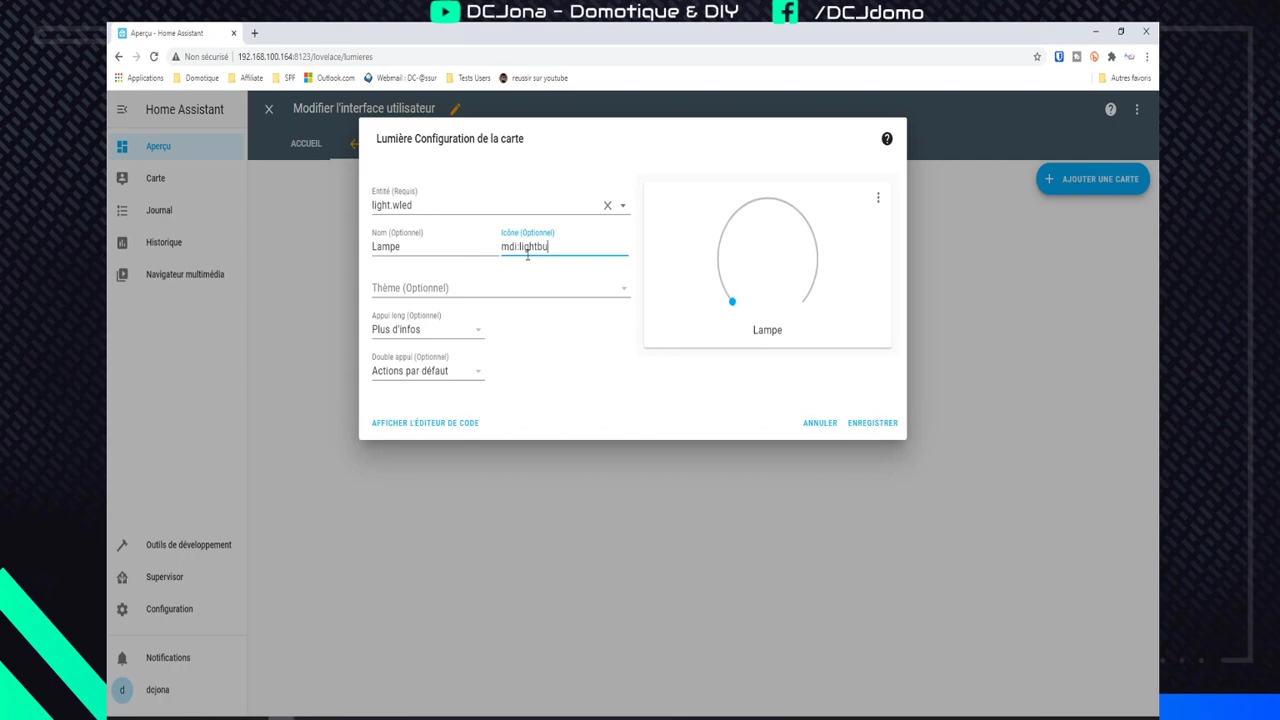 DCJona - Domotique & DIY
/DCJdomo
Aperçu - Home Assistant
Non sécurisé
192.168.100.164:8123/lovelace/lumieres
Applications
Domotique
Affiliate
SPF
Outlook.com
Webmail : DC-@ssur
Tests Users
reussir sur youtube
Autres favoris
Home Assistant
Modifier l'interface utilisateur
ACCUEIL
Aperçu
Carte
Journal
Historique
Navigateur multimédia
Outils de développement
Supervisor
Configuration
Notifications
d
dcjona
AJOUTER UNE CARTE
Lumière Configuration de la carte
Entité (Requis)
light.wled
Nom (Optionnel)
Icône (Optionnel)
Lampe
mdi:lightbu
Thème (Optionnel)
Appui long (Optionnel)
Plus d'infos
Double appui (Optionnel)
Actions par défaut
Lampe
AFFICHER L'ÉDITEUR DE CODE
ANNULER
ENREGISTRER